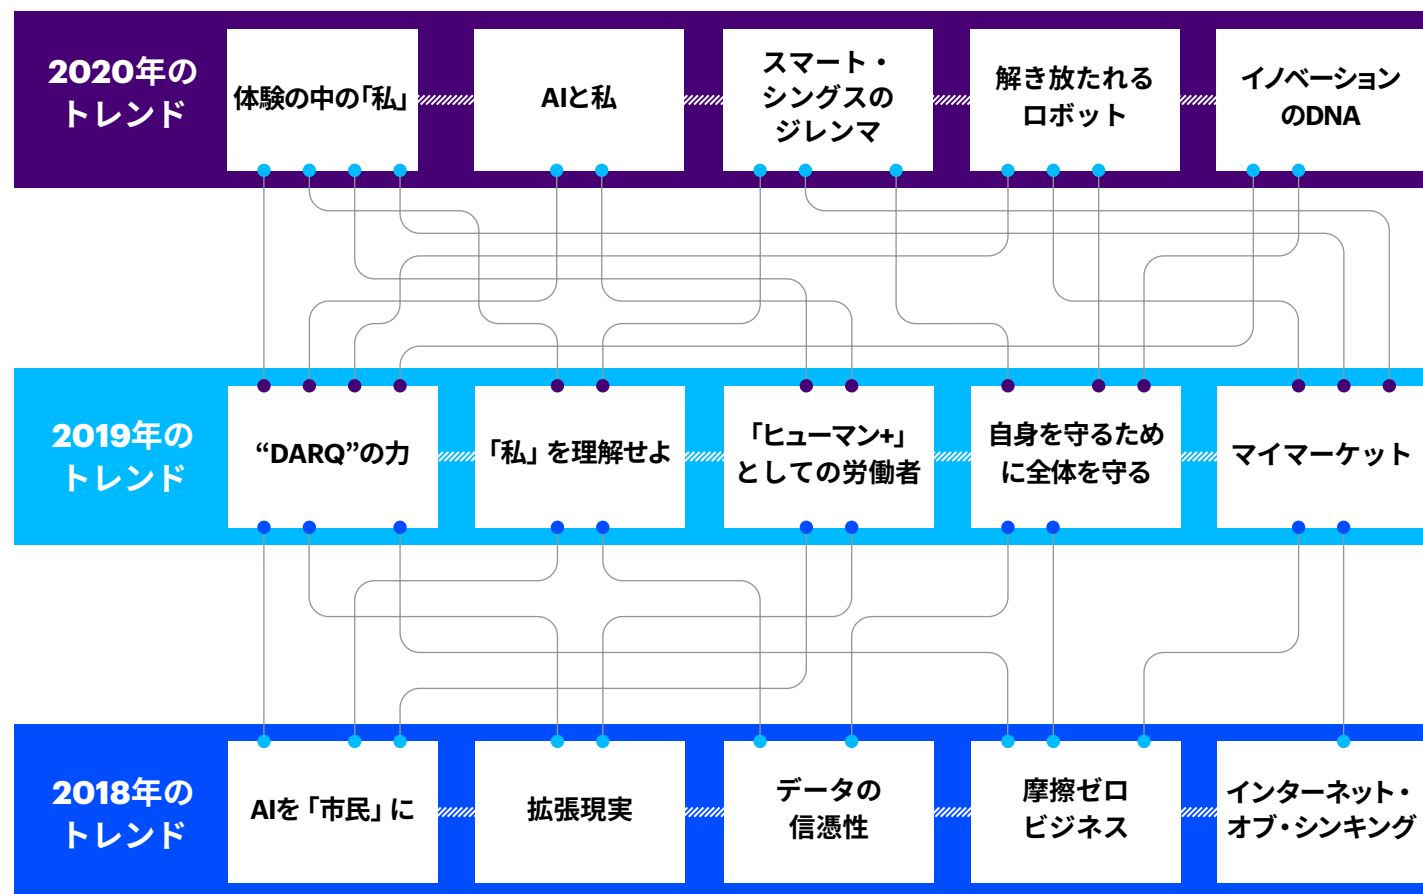 2020年の
トレンド
体験の中の「私」
AIと私
スマート・
シングスの
ジレンマ
解き放たれる
ロボット
イノベーション
のDNA
2019年の
トレンド
“DARQ”の力
「私」を理解せよ
「ヒューマン+」
としての労働者
自身を守るため
に全体を守る
マイマーケット
2018年の
トレンド
AIを「市民」に
拡張現実
データの
信憑性
摩擦ゼロ
ビジネス
インターネット・
オブ・シンキング